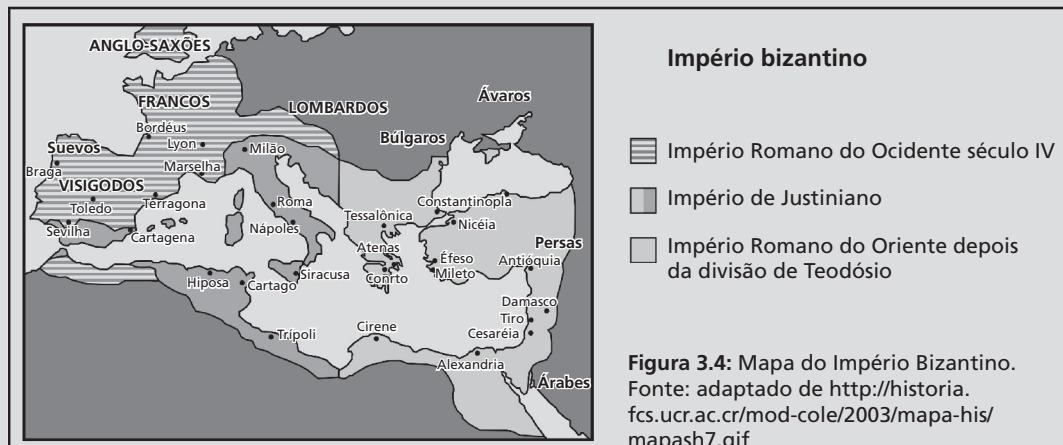 ANGLO-SAXÕES
FRANCOS
LOMBARDOS
Ávaros
Bordéus
Búlgaros
Suevos
Lyon
Milão
Braga
Marselha
VISIGODOS
Toledo
Terragona
Roma
Constantinopla
Tessalônica
Nicéia
Sevilha
Cartagena
Nápoles
Persas
Atenas
Éfeso
Antióquia
Siracusa
Mileto
Hiposa
Cartago
Conrto
Damasco
Tiro
Trípoli
Cirene
Cesaréia
Alexandria
Árabes
Império bizantino
Império Romano do Ocidente século IV
Império de Justiniano
Império Romano do Oriente depois
da divisão de Teodósio
Figura 3.4: Mapa do Império Bizantino.
Fonte: adaptado de http://historia.
fcs.ucr.ac.cr/mod-cole/2003/mapa-his/
mapash7.gif